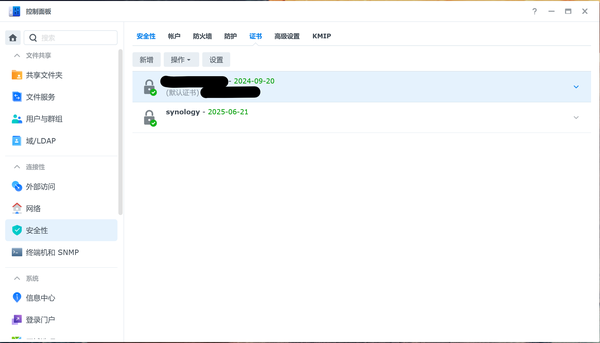 控制面板
搜索
文件共享
共享文件夹
文件服务
用户与群组
域/LDAP
连接性
外部访问
网络
安全性
终端机和 SNMP
系统
信息中心
登录门户
安全性 帐户 防火墙 防护 证书 高级设置 KMIP
新增 操作 设置
- 2024-09-20
(默认证书)
synology - 2025-06-21